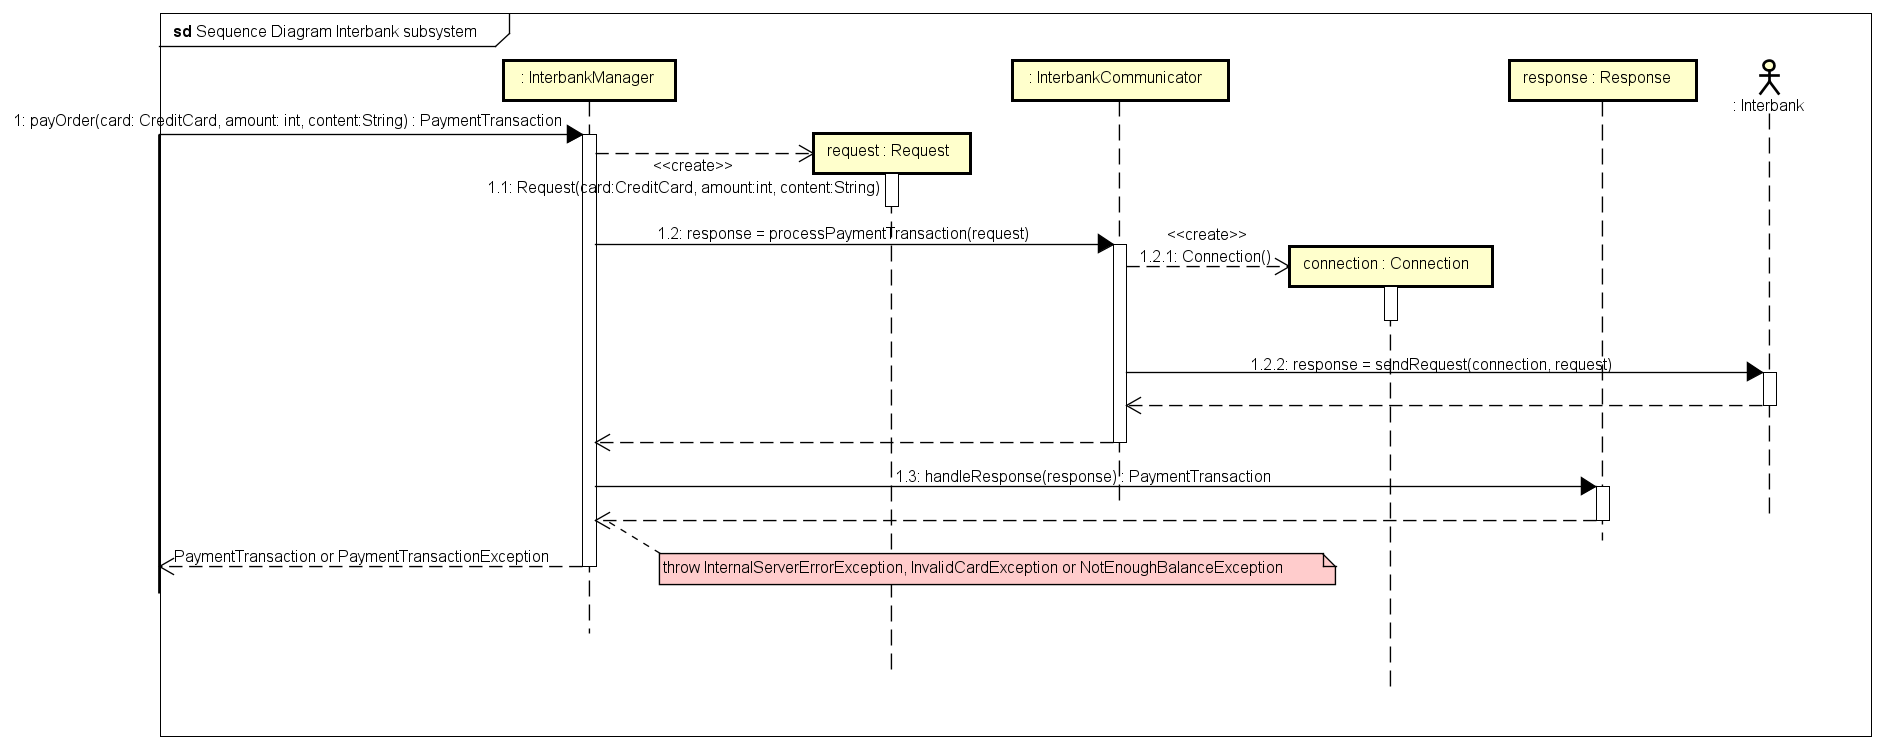 sd Sequence Diagram Interbank subsystem
: InterbankManager
: InterbankCommunicator
response : Response
: Interbank
1: payOrder(card: CreditCard, amount: int, content:String) : PaymentTransaction
request : Request
<<create>>
1.1: Request(card:CreditCard, amount:int, content:String)
1.2: response = processPaymentTransaction(request)
<<create>>
1.2.1: Connection()
connection : Connection
1.2.2: response = sendRequest(connection, request)
1.3: handleResponse(response) : PaymentTransaction
PaymentTransaction or PaymentTransactionException
throw InternalServerErrorException, InvalidCardException or NotEnoughBalanceException